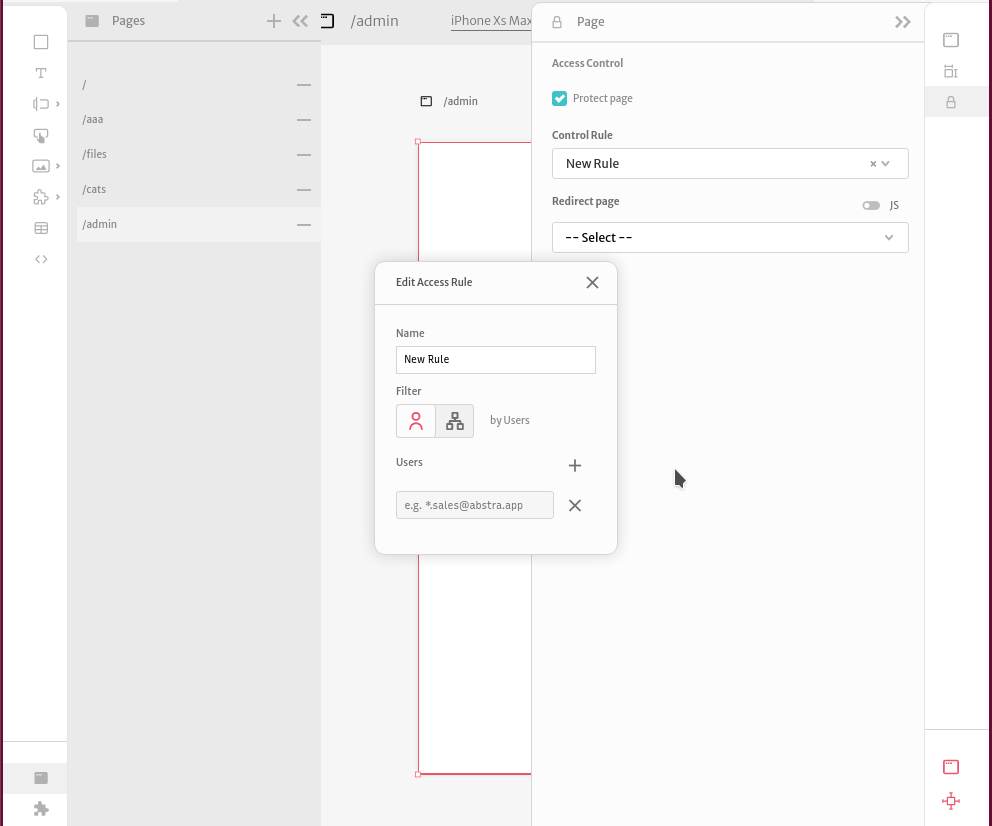 Pages
/admin
iPhone Xs Max
Page
/
/aaa
/files
/cats
/admin
/admin
Access Control
Protect page
Control Rule
New Rule
Redirect page
JS
-- Select --
Edit Access Rule
Name
New Rule
Filter
by Users
Users
e.g. *.sales@abstra.app